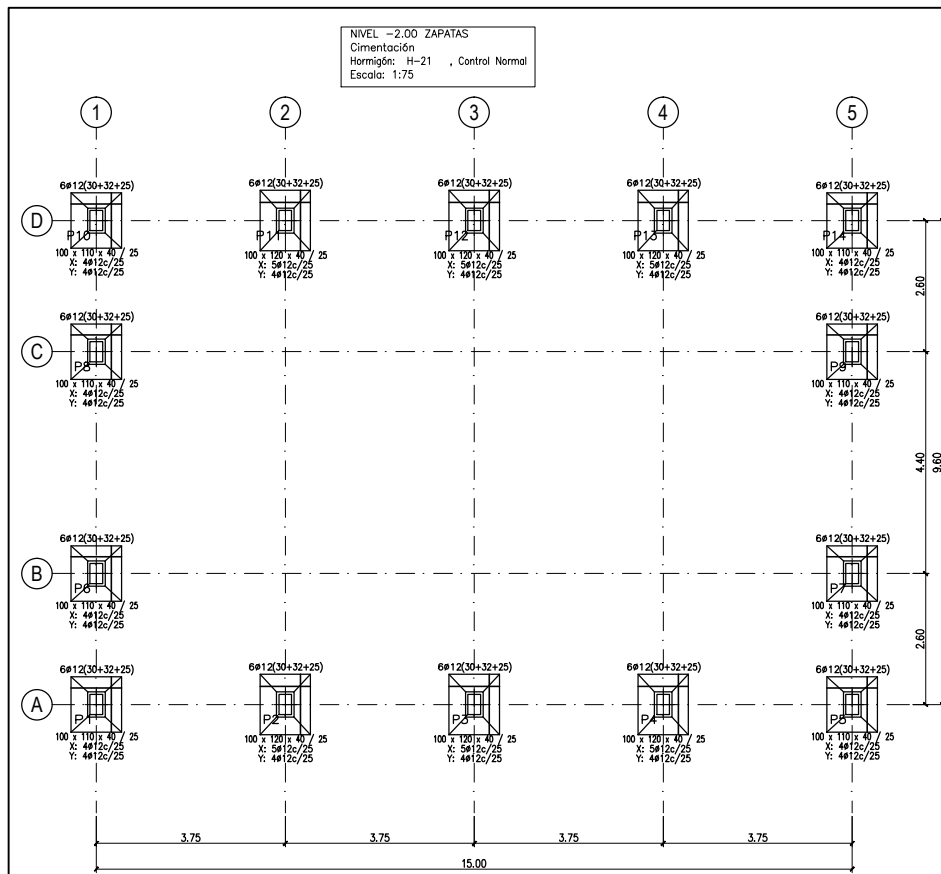 NIVEL -2.00 ZAPATAS
Cimentación
Hormigón: H-21 , Control Normal
Escala: 1:75
1
2
3
4
5
D
6ø12(30+32+25)
P10
100 x 110 x 40 / 25
X: 4ø12c/25
Y: 4ø12c/25
6ø12(30+32+25)
P11
100 x 120 x 40 / 25
X: 5ø12c/25
Y: 4ø12c/25
6ø12(30+32+25)
P12
100 x 120 x 40 / 25
X: 5ø12c/25
Y: 4ø12c/25
6ø12(30+32+25)
P13
100 x 120 x 40 / 25
X: 5ø12c/25
Y: 4ø12c/25
6ø12(30+32+25)
P14
100 x 110 x 40 / 25
X: 4ø12c/25
Y: 4ø12c/25
2.60
C
6ø12(30+32+25)
P8
100 x 110 x 40 / 25
X: 4ø12c/25
Y: 4ø12c/25
6ø12(30+32+25)
P9
100 x 110 x 40 / 25
X: 4ø12c/25
Y: 4ø12c/25
4.40
9.60
B
6ø12(30+32+25)
P6
100 x 110 x 40 / 25
X: 4ø12c/25
Y: 4ø12c/25
6ø12(30+32+25)
P7
100 x 110 x 40 / 25
X: 4ø12c/25
Y: 4ø12c/25
2.60
A
6ø12(30+32+25)
P1
100 x 110 x 40 / 25
X: 4ø12c/25
Y: 4ø12c/25
6ø12(30+32+25)
P2
100 x 120 x 40 / 25
X: 5ø12c/25
Y: 4ø12c/25
6ø12(30+32+25)
P3
100 x 120 x 40 / 25
X: 5ø12c/25
Y: 4ø12c/25
6ø12(30+32+25)
P4
100 x 120 x 40 / 25
X: 5ø12c/25
Y: 4ø12c/25
6ø12(30+32+25)
P5
100 x 110 x 40 / 25
X: 4ø12c/25
Y: 4ø12c/25
3.75
3.75
3.75
3.75
15.00